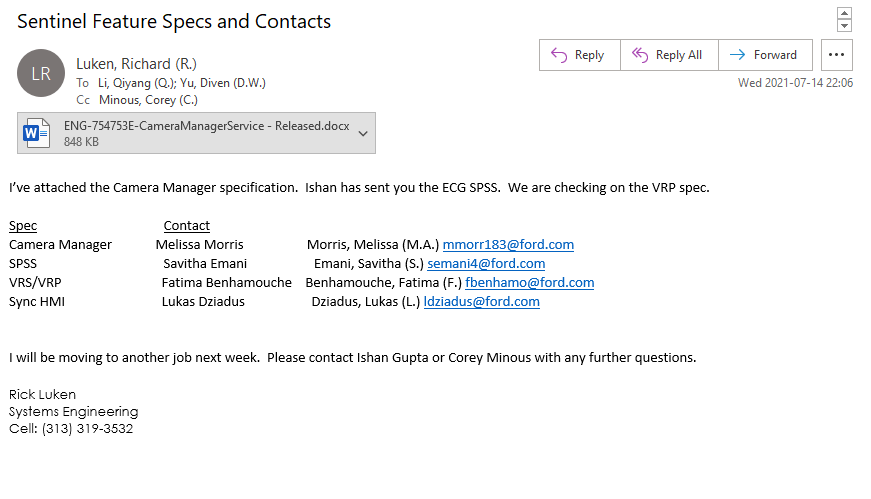 Sentinel Feature Specs and Contacts
LR
Luken, Richard (R.)
To Li, Qiyang (Q.); Yu, Diven (D.W.)
Cc Minous, Corey (C.)
Reply
Reply All
Forward
...
Wed 2021-07-14 22:06
W
ENG-754753E-CameraManagerService - Released.docx
848 KB
I've attached the Camera Manager specification. Ishan has sent you the ECG SPSS. We are checking on the VRP spec.
Spec Contact
Camera Manager Melissa Morris Morris, Melissa (M.A.) mmorr183@ford.com
SPSS Savitha Emani Emani, Savitha (S.) semani4@ford.com
VRS/VRP Fatima Benhamouche Benhamouche, Fatima (F.) fbenhamo@ford.com
Sync HMI Lukas Dziadus Dziadus, Lukas (L.) ldziadus@ford.com
I will be moving to another job next week. Please contact Ishan Gupta or Corey Minous with any further questions.
Rick Luken
Systems Engineering
Cell: (313) 319-3532